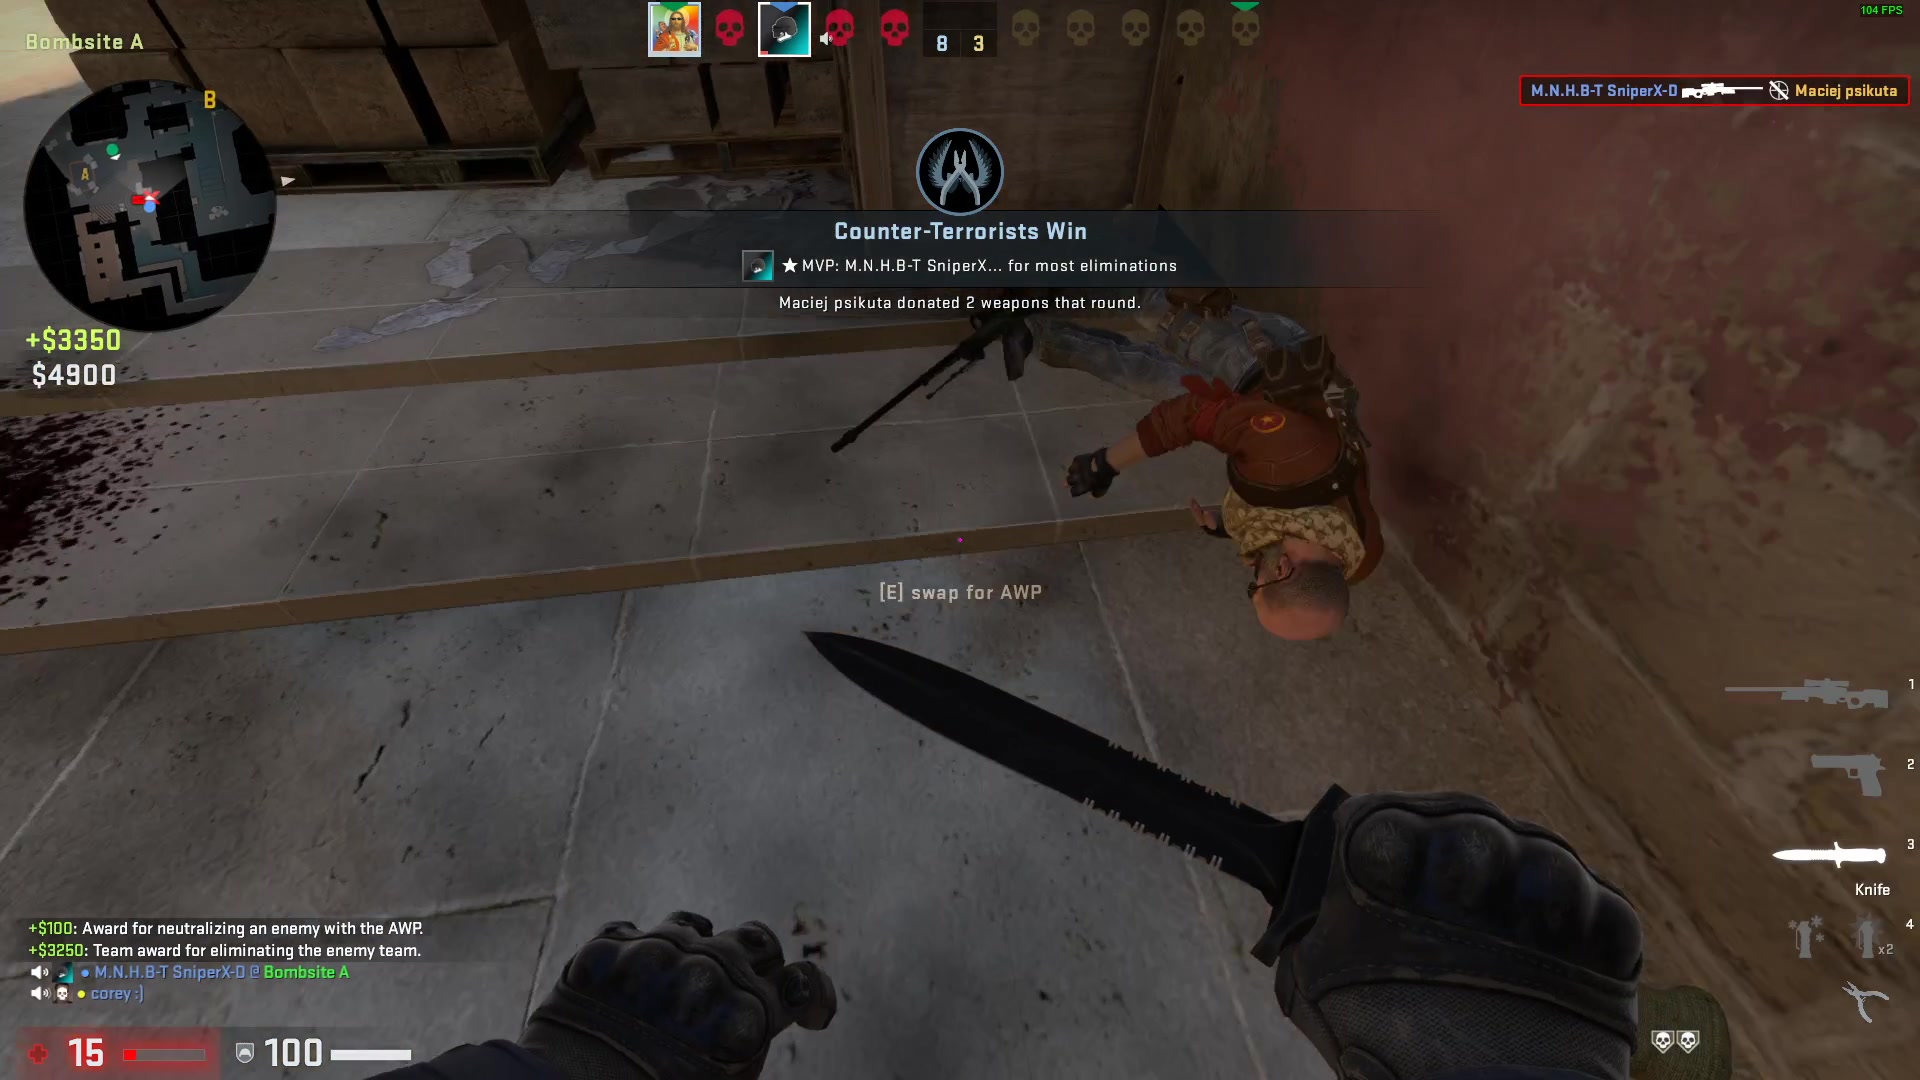 104 FPS
Bombsite A
8 3
B
M.N.H.B-T SniperX-D Maciej psikuta
A
Counter-Terrorists Win
MVP: M.N.H.B-T SniperX... for most eliminations
Maciej psikuta donated 2 weapons that round.
+$3350
$4900
[E] swap for AWP
1
2
3
Knife
4
x2
+$100: Award for neutralizing an enemy with the AWP.
+$3250: Team award for eliminating the enemy team.
M.N.H.B-T SniperX-D @ Bombsite A
corey :)
15 100